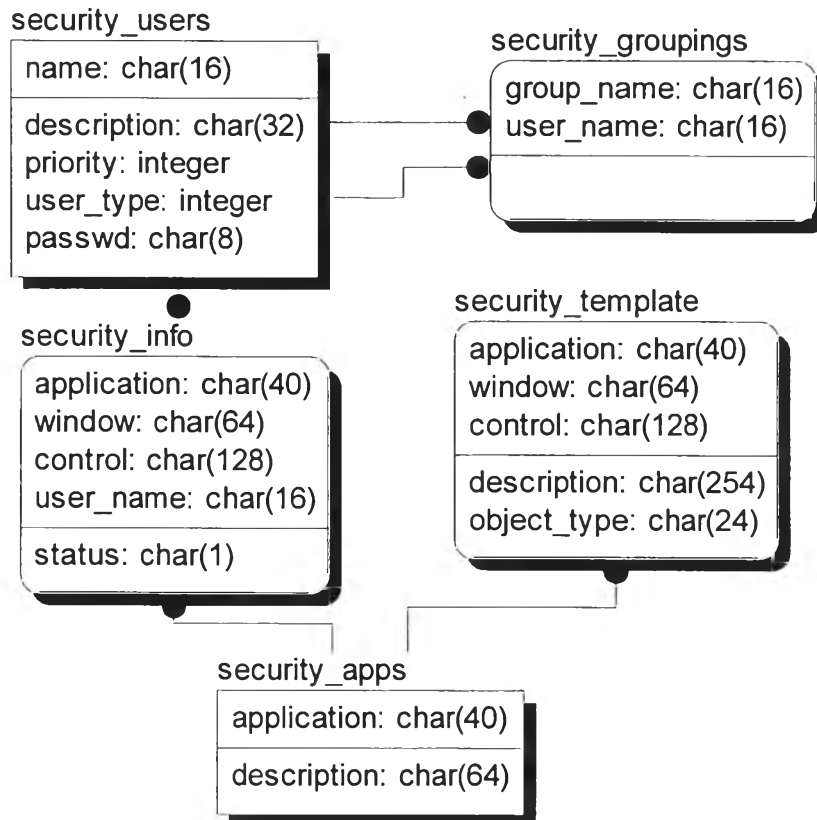 security_users
name: char(16)
description: char(32)
priority: integer
user_type: integer
passwd: char(8)
security_groupings
group_name: char(16)
user_name: char(16)
security_info
application: char(40)
window: char(64)
control: char(128)
user_name: char(16)
status: char(1)
security_template
application: char(40)
window: char(64)
control: char(128)
description: char(254)
object_type: char(24)
security_apps
application: char(40)
description: char(64)